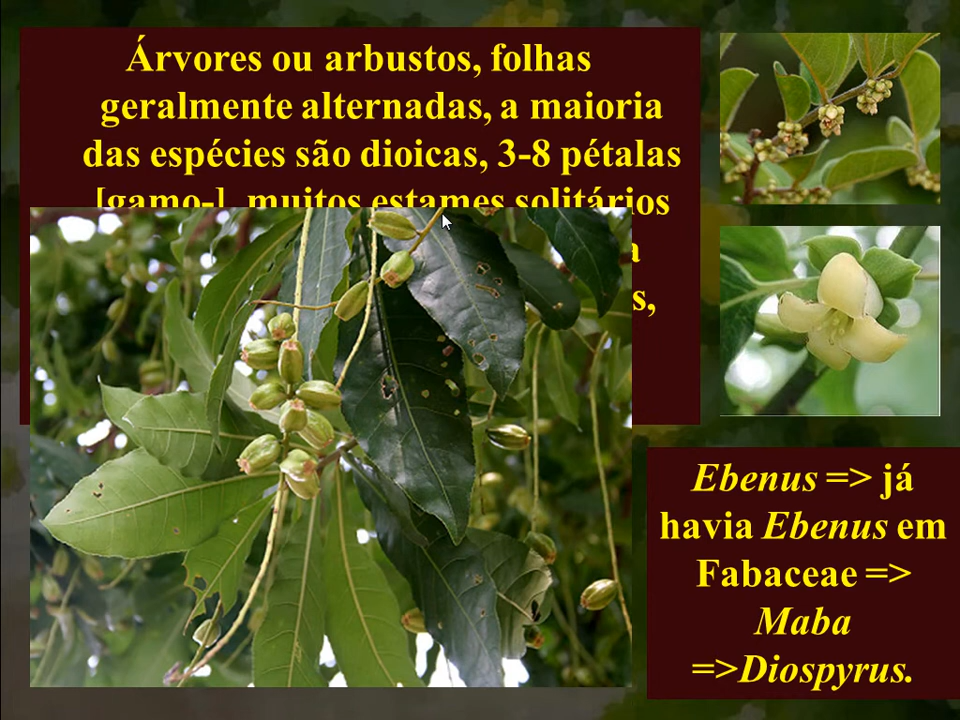 Árvores ou arbustos, folhas
geralmente alternadas, a maioria
das espécies são dioicas, 3-8 pétalas
[gamo-], muitos estames solitários
a
s,
Ebenus => já
havia Ebenus em
Fabaceae =>
Maba
=>Diospyrus.